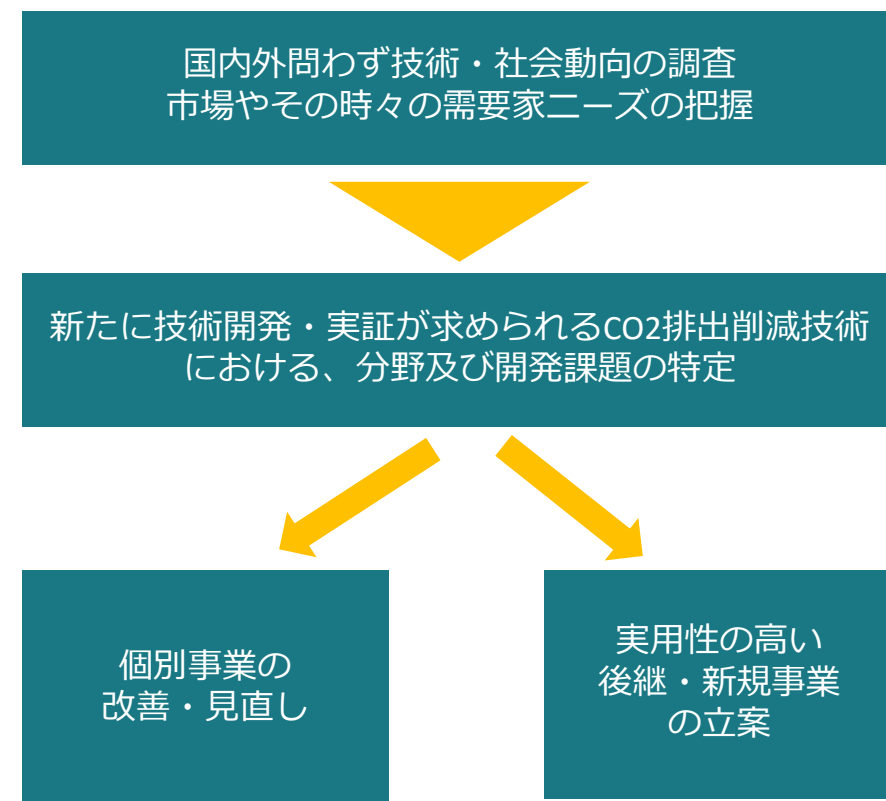 国内外問わず技術・社会動向の調査
市場やその時々の需要家ニーズの把握
新たに技術開発・実証が求められるCO2排出削減技術
における、分野及び開発課題の特定
個別事業の
改善・見直し
実用性の高い
後継・新規事業
の立案